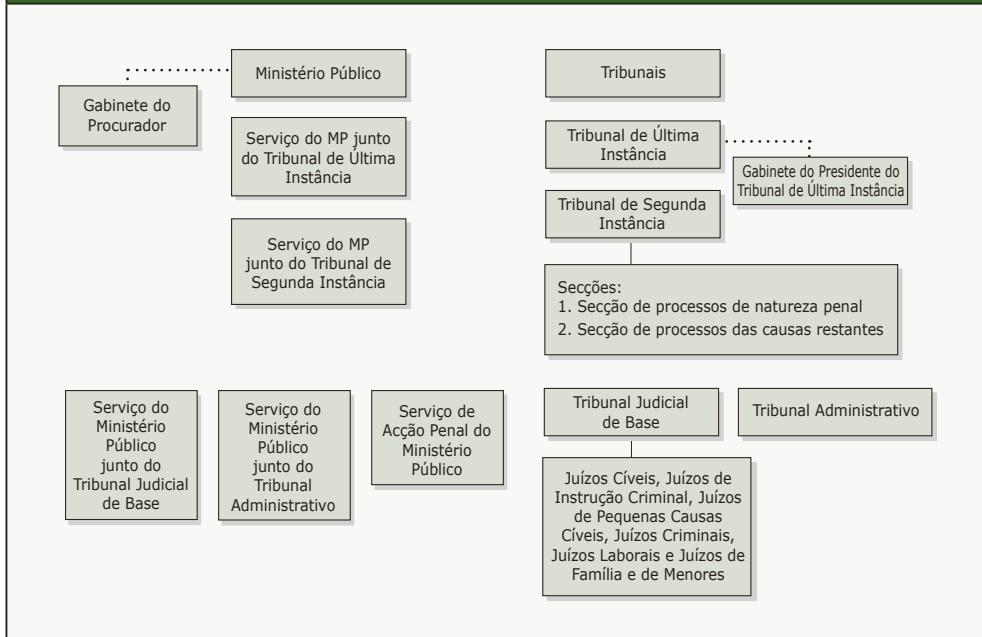 Ministério Público
Gabinete do
Procurador
Serviço do MP junto
do Tribunal de Última
Instância
Serviço do MP
junto do Tribunal de
Segunda Instância
Tribunais
Tribunal de Última
Instância
Gabinete do Presidente do
Tribunal de Última Instância
Tribunal de Segunda
Instância
Secções:
1. Secção de processos de natureza penal
2. Secção de processos das causas restantes
Serviço do
Ministério
Público
junto do
Tribunal Judicial
de Base
Serviço do
Ministério
Público
junto do
Tribunal
Administrativo
Serviço de
Acção Penal do
Ministério
Público
Tribunal Judicial
de Base
Tribunal Administrativo
Juízos Cíveis, Juízos de
Instrução Criminal, Juízos
de Pequenas Causas
Cíveis, Juízos Criminais,
Juízos Laborais e Juízos de
Família e de Menores